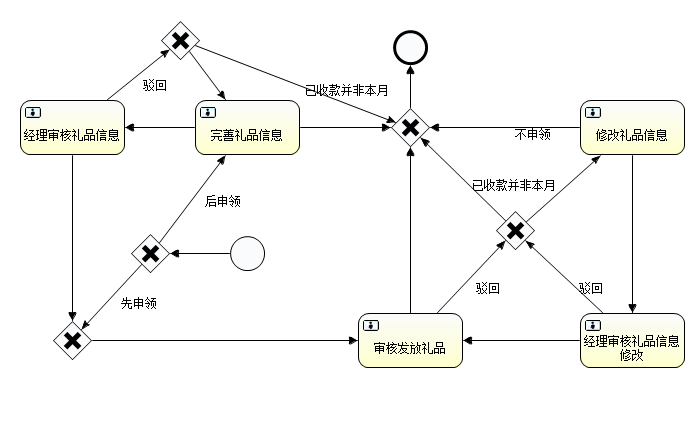 驳回
已收款并非本月
经理审核礼品信息
完善礼品信息
不申领
修改礼品信息
已收款并非本月
后申领
先申领
驳回
驳回
审核发放礼品
经理审核礼品信息
修改